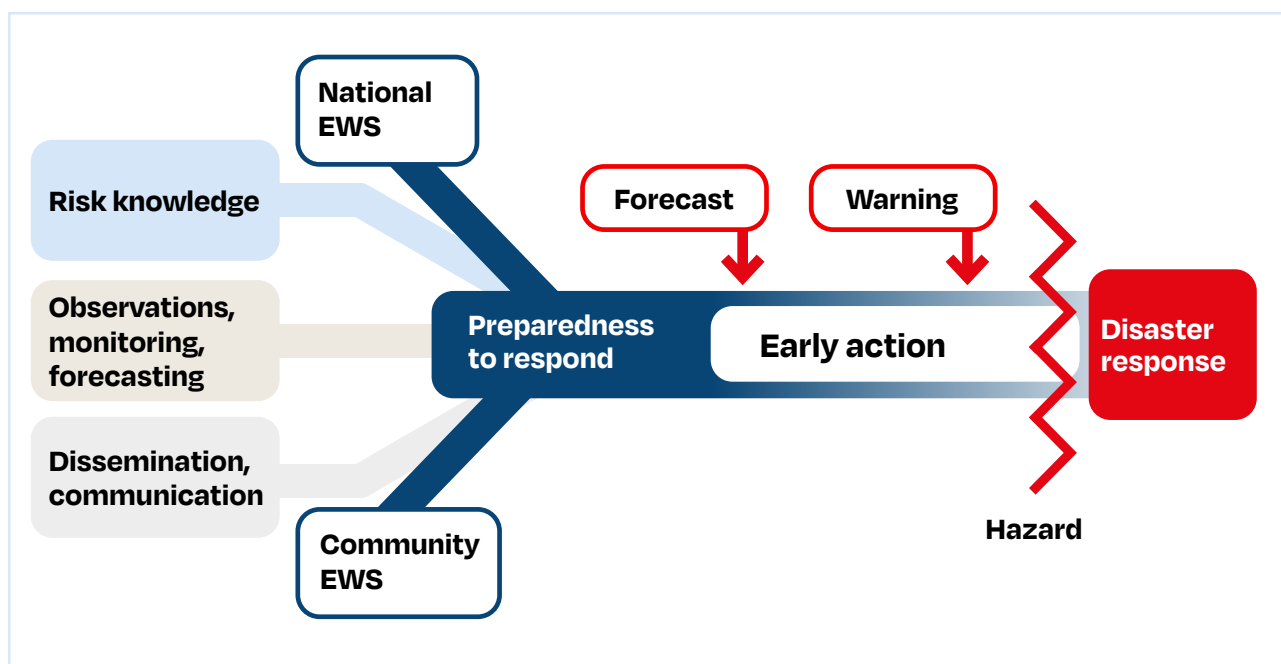 National
EWS
Risk knowledge
Observations,
monitoring,
forecasting
Dissemination,
communication
Community
EWS
Preparedness
to respond
Forecast
Warning
Early action
Hazard
Disaster
response